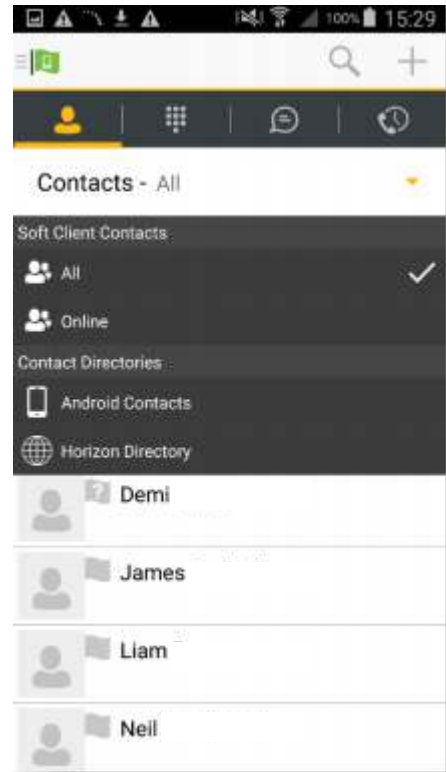 100% 15:29
Contacts - All
Soft Client Contacts
All
Online
Contact Directories
Android Contacts
Horizon Directory
Demi
James
Liam
Neil